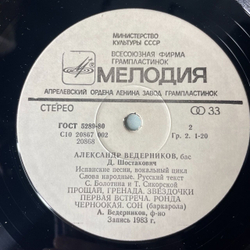 МИНИСТЕРСТВО
КУЛЬТУРЫ СССР
ВСЕСОЮЗНАЯ ФИРМА
ГРАМПЛАСТИНОК
МЕЛОДИЯ
АПРЕЛЕВСКИЙ ОРДЕНА ЛЕНИНА ЗАВОД ГРАМПЛАСТИНОК
СТЕРЕО 33
ГОСТ 5289-80 2
С10 20867 002 Гр. 2. 1-20
20868
АЛЕКСАНДР ВЕДЕРНИКОВ, бас
Д. Шостакович
Испанские песни, вокальный цикл
Слова народные. Русский текст
С. Болотина и Т. Сикорской
ПРОЩАЙ, ГРЕНАДА. ЗВЕЗДОЧКИ
ПЕРВАЯ ВСТРЕЧА. РОНДА
ЧЕРНООКАЯ. СОН (баркарола)
А. Ведерников, ф-но
Запись 1983 г.